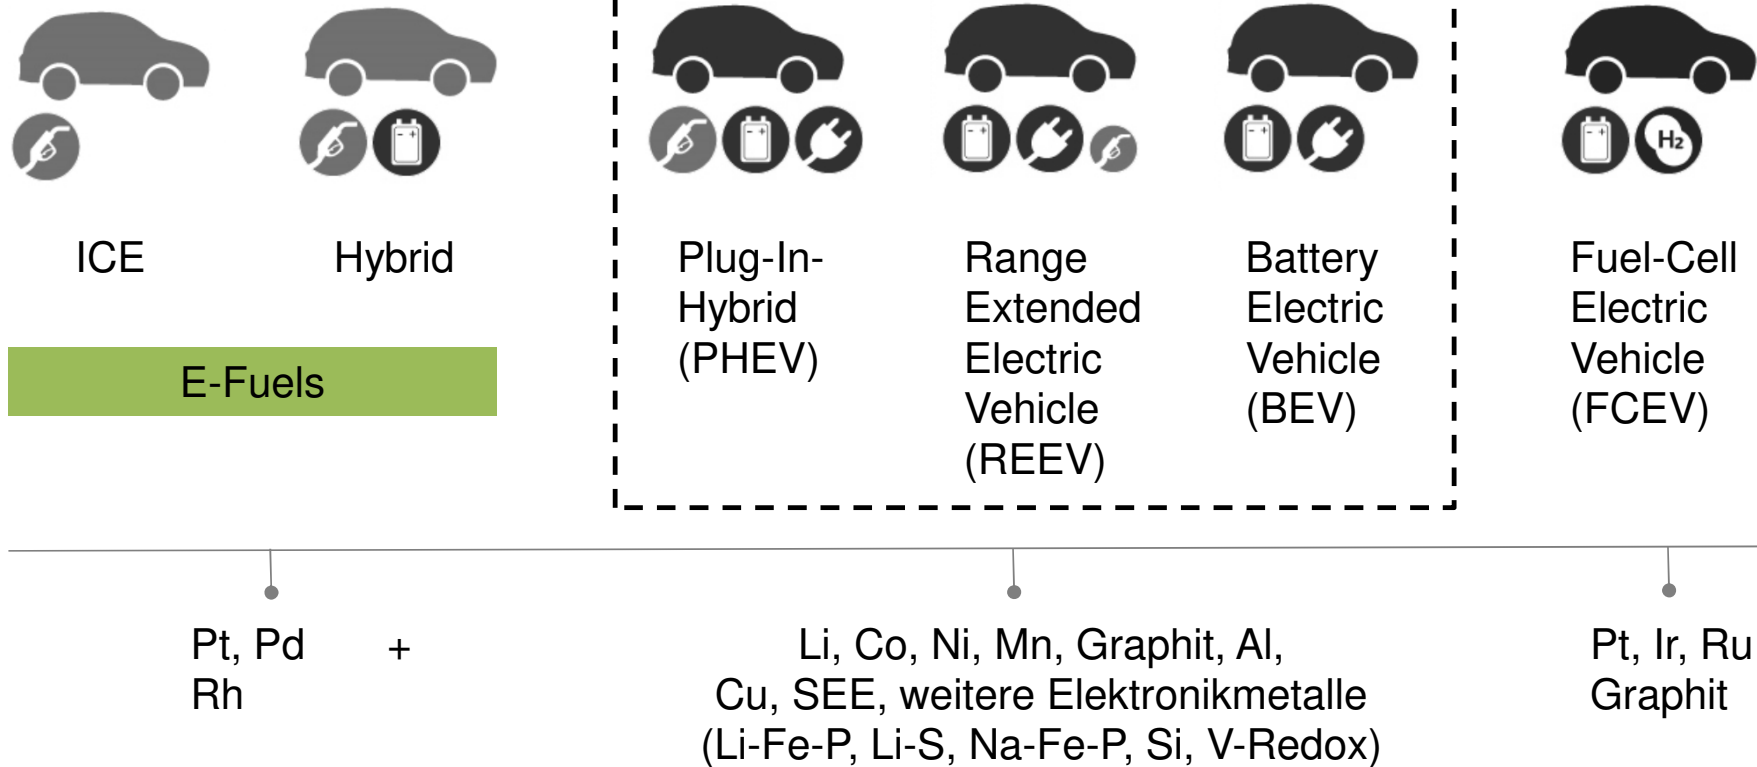 H2
ICE
Hybrid
Plug-In-
Hybrid
(PHEV)
Range
Extended
Electric
Vehicle
(REEV)
Battery
Electric
Vehicle
(BEV)
Fuel-Cell
Electric
Vehicle
(FCEV)
E-Fuels
Pt, Pd +
Rh
Li, Co, Ni, Mn, Graphit, Al,
Cu, SEE, weitere Elektronikmetalle
(Li-Fe-P, Li-S, Na-Fe-P, Si, V-Redox)
Pt, Ir, Ru
Graphit